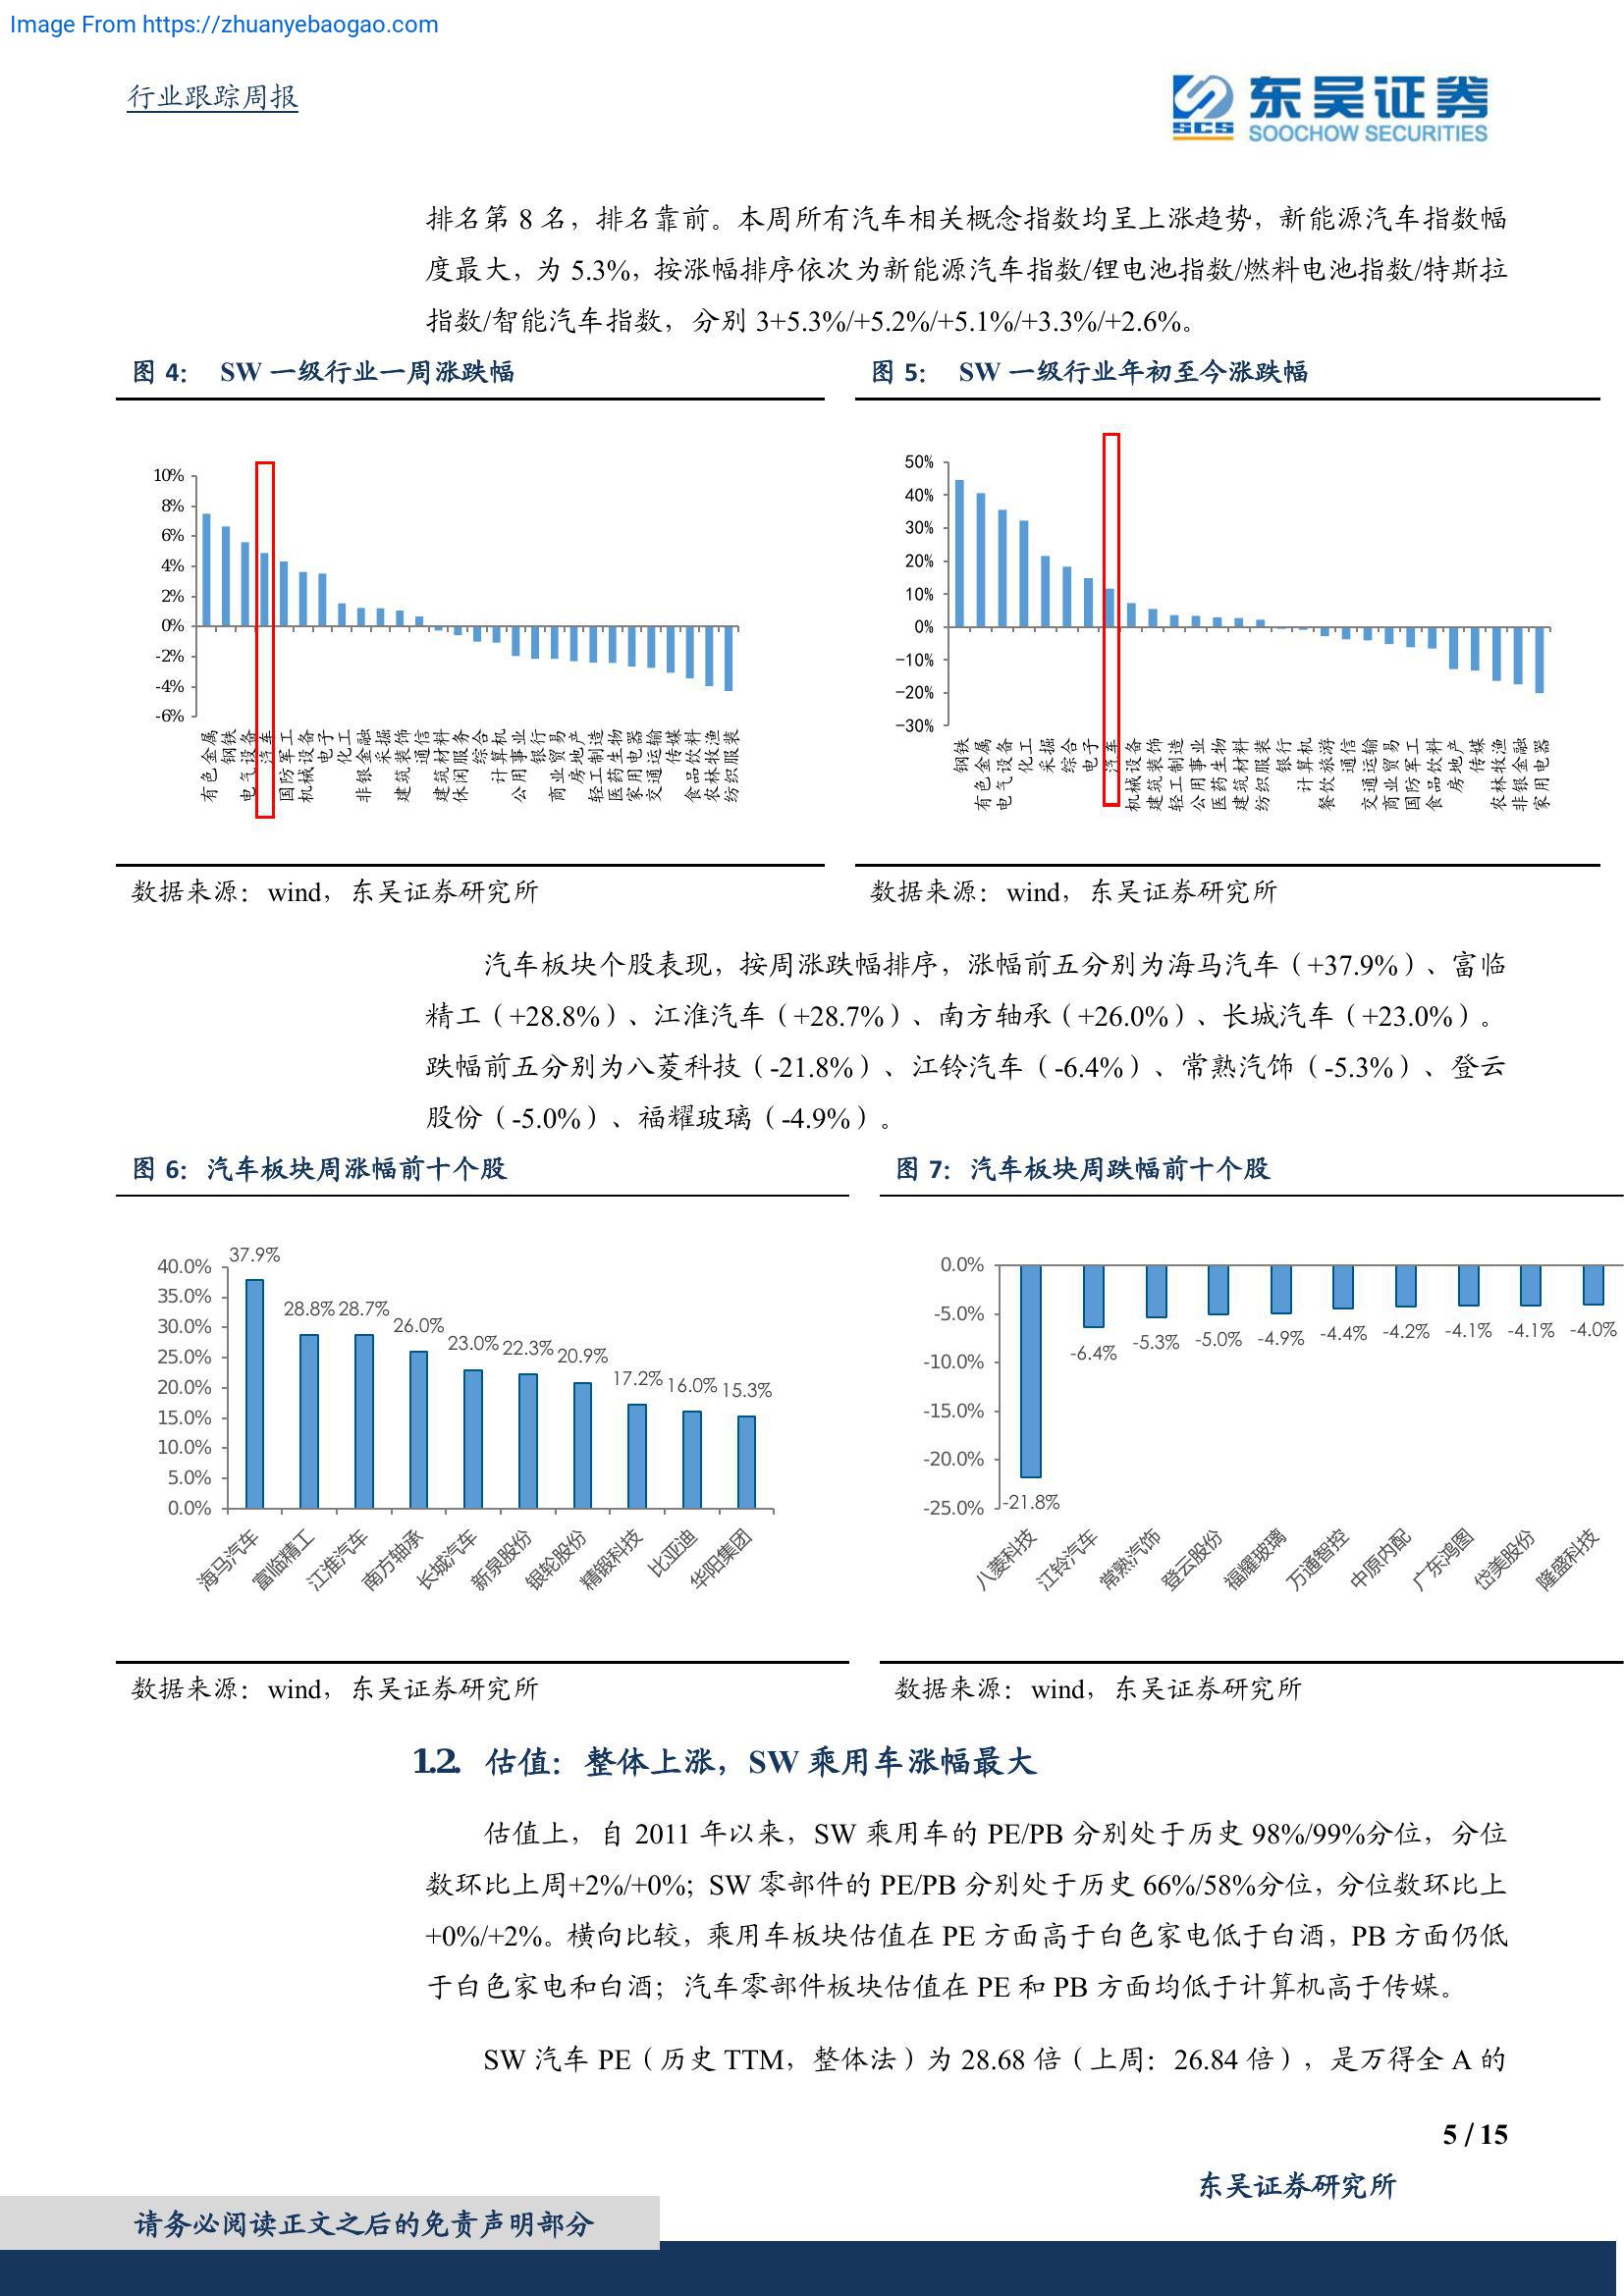 Image From https://zhuanyebaogao.com
行业跟踪周报
东吴证券
SCS
SOOCHOW SECURITIES
排名第 8 名，排名靠前。本周所有汽车相关概念指数均呈上涨趋势，新能源汽车指数幅
度最大，为 5.3%，按涨幅排序依次为新能源汽车指数/锂电池指数/燃料电池指数/特斯拉
指数/智能汽车指数，分别 3+5.3%/+5.2%/+5.1%/+3.3%/+2.6%。
图 4： SW 一级行业一周涨跌幅
10%
8%
6%
4%
2%
0%
-2%
-4%
-6%
有色金属
钢铁
电气设备
汽车
国防军工
机械设备
电子
化工
非银金融
采掘
建筑装饰
通信
建筑材料
休闲服务
综合
计算机
公用事业
银行
商业贸易
房地产
轻工制造
医药生物
家用电器
交通运输
传媒
食品饮料
农林牧渔
纺织服装
数据来源：wind，东吴证券研究所
图 5： SW 一级行业年初至今涨跌幅
50%
40%
30%
20%
10%
0%
-10%
-20%
-30%
钢铁
有色金属
电气设备
化工
采掘
综合
电子
汽车
机械设备
建筑装饰
轻工制造
公用事业
医药生物
建筑材料
纺织服装
银行
计算机
餐饮旅游
通信
交通运输
商业贸易
国防军工
食品饮料
房地产
传媒
农林牧渔
非银金融
家用电器
数据来源：wind，东吴证券研究所
汽车板块个股表现，按周涨跌幅排序，涨幅前五分别为海马汽车（+37.9%）、富临
精工（+28.8%）、江淮汽车（+28.7%）、南方轴承（+26.0%）、长城汽车（+23.0%）。
跌幅前五分别为八菱科技（-21.8%）、江铃汽车（-6.4%）、常熟汽饰（-5.3%）、登云
股份（-5.0%）、福耀玻璃（-4.9%）。
图 6：汽车板块周涨幅前十个股
40.0%
35.0%
30.0%
25.0%
20.0%
15.0%
10.0%
5.0%
0.0%
37.9%
28.8%
28.7%
26.0%
23.0%
22.3%
20.9%
17.2%
16.0%
15.3%
海马汽车
富临精工
江淮汽车
南方轴承
长城汽车
新泉股份
银轮股份
精锻科技
比亚迪
华阳集团
数据来源：wind，东吴证券研究所
图 7：汽车板块周跌幅前十个股
0.0%
-5.0%
-10.0%
-15.0%
-20.0%
-25.0%
-21.8%
-6.4%
-5.3%
-5.0%
-4.9%
-4.4%
-4.2%
-4.1%
-4.1%
-4.0%
八菱科技
江铃汽车
常熟汽饰
登云股份
福耀玻璃
万通智控
中原内配
广东鸿图
岱美股份
隆盛科技
数据来源：wind，东吴证券研究所
1.2. 估值：整体上涨，SW 乘用车涨幅最大
估值上，自 2011 年以来，SW 乘用车的 PE/PB 分别处于历史 98%/99%分位，分位
数环比上周+2%/+0%；SW 零部件的 PE/PB 分别处于历史 66%/58%分位，分位数环比上
+0%/+2%。横向比较，乘用车板块估值在 PE 方面高于白色家电低于白酒，PB 方面仍低
于白色家电和白酒；汽车零部件板块估值在 PE 和 PB 方面均低于计算机高于传媒。
SW 汽车 PE（历史 TTM，整体法）为 28.68 倍（上周：26.84 倍），是万得全 A 的
5 / 15
东吴证券研究所
请务必阅读正文之后的免责声明部分